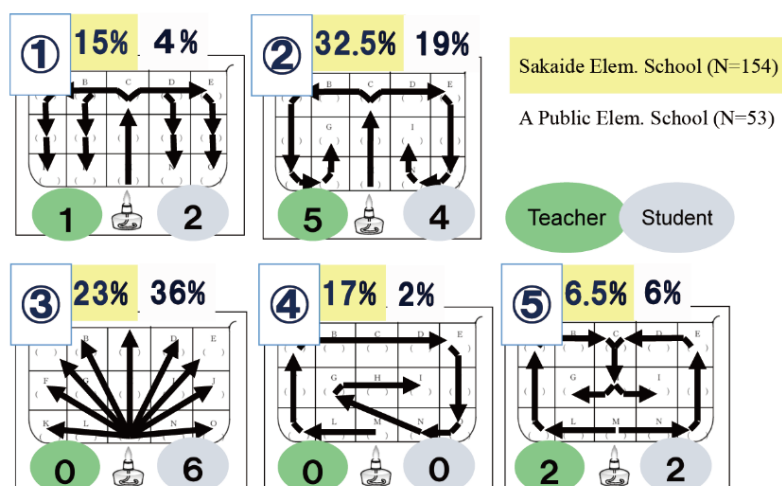 ① 15% 4%
B C D E
( ) ( )
1 2
② 32.5% 19%
B C D E
G I
5 4
Sakaide Elem. School (N=154)
A Public Elem. School (N=53)
Teacher Student
③ 23% 36%
B D E
F G J
K L N O
0 6
④ 17% 2%
B C D E
G H I
L M N
0 0
⑤ 6.5% 6%
B C D E
G I
L M N
2 2